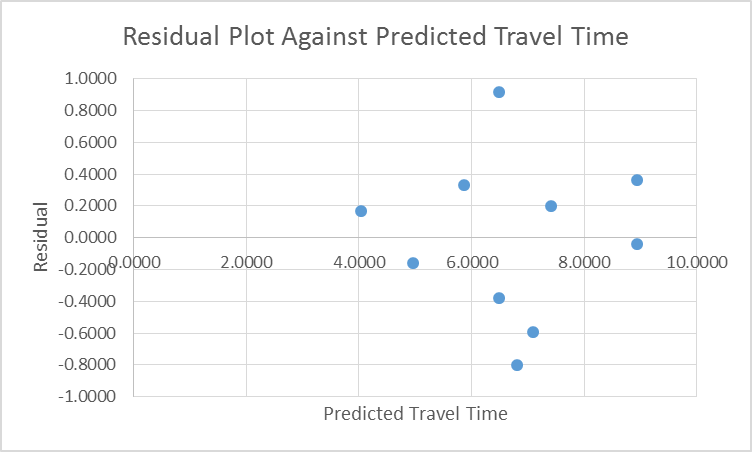 Residual Plot Against Predicted Travel Time
1.0000
0.8000
0.6000
0.4000
0.2000
0.0000
-0.2000
-0.4000
-0.6000
-0.8000
-1.0000
Residual
0.0000 2.0000 4.0000 6.0000 8.0000 10.0000
Predicted Travel Time